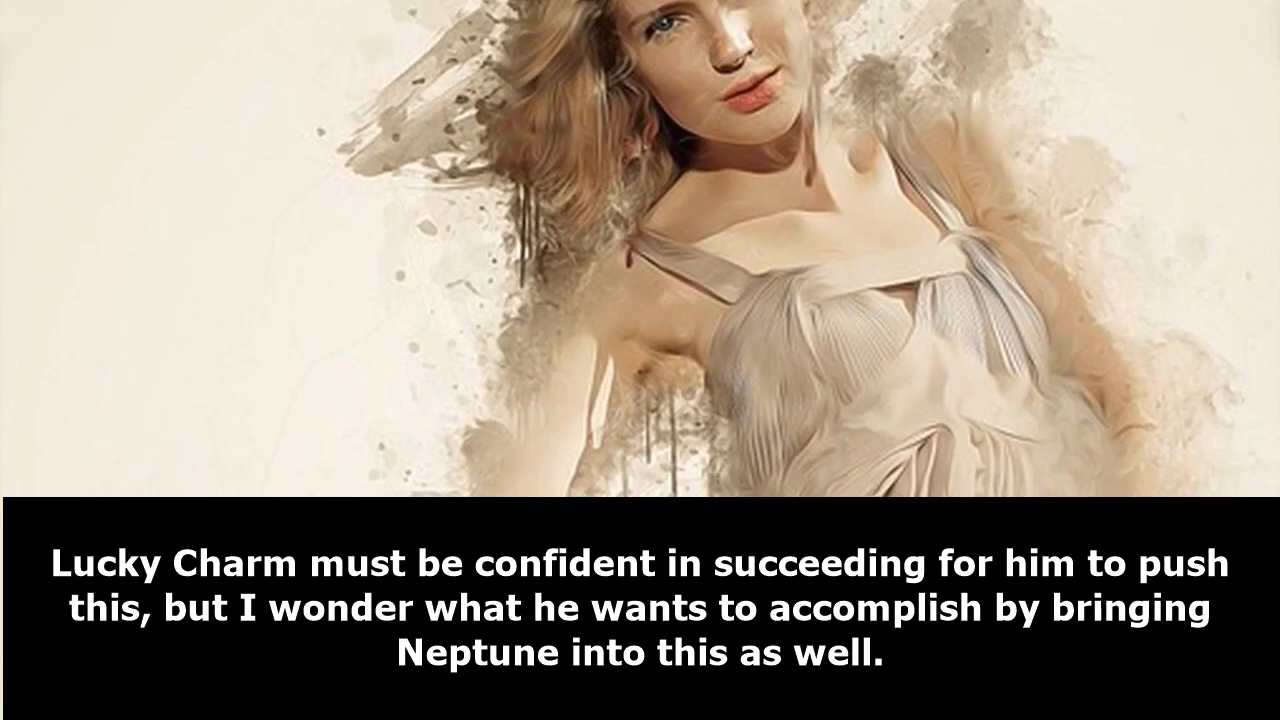 Lucky Charm must be confident in succeeding for him to push
this, but I wonder what he wants to accomplish by bringing
Neptune into this as well.